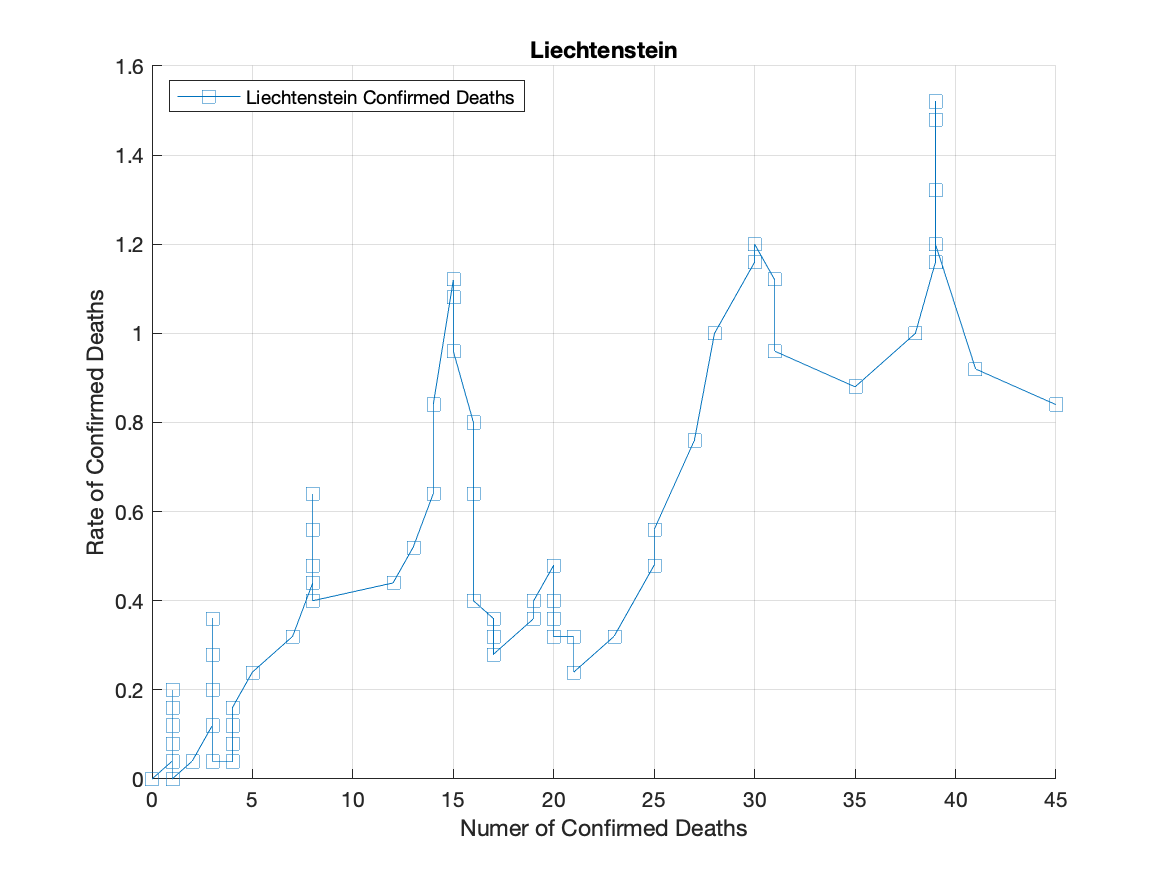 Liechtenstein
Liechtenstein Confirmed Deaths
Rate of Confirmed Deaths
1.6
1.4
1.2
1
0.8
0.6
0.4
0.2
0
0 5 10 15 20 25 30 35 40 45
Numer of Confirmed Deaths